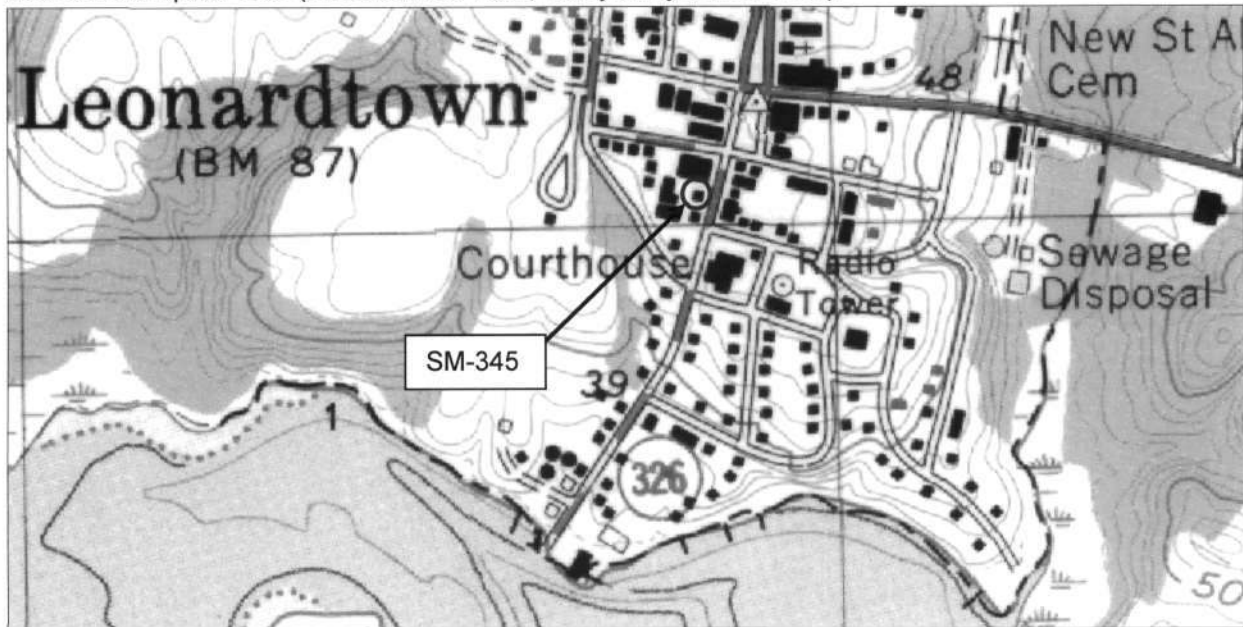 48
New St Al
Cem
Leonardtown
(BM 87)
Courthouse
Radio
Tower
Sewage
Disposal
SM-345
39
1
326
50